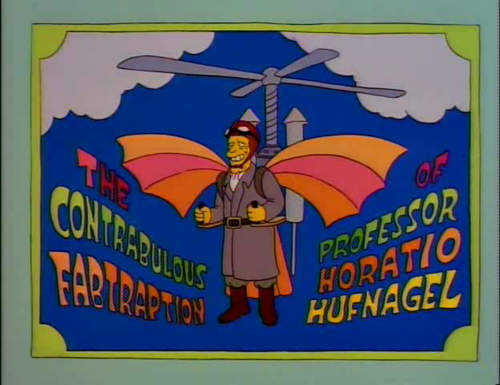 THE
CONTRABULOUS
FABTRAPTION
OF
PROFESSOR
HORATIO
HUFNAGEL